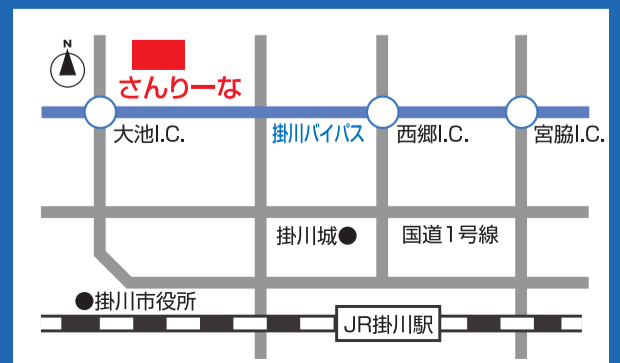 N
さんりーな
大池I.C.
掛川バイパス
西郷I.C.
宮脇I.C.
掛川城●
国道1号線
●掛川市役所
JR掛川駅